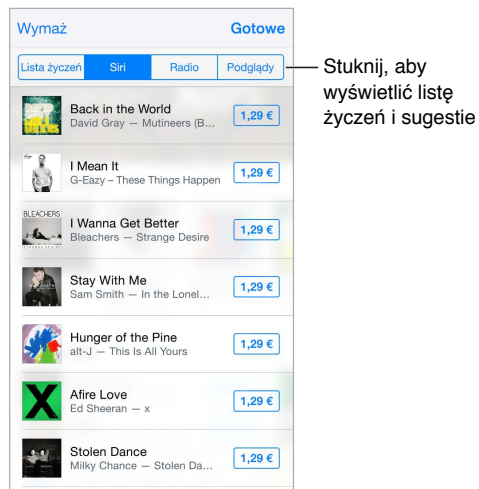 Wymaż Gotowe
Lista życzeń Siri Radio Podglądy
Stuknij, aby
wyświetlić listę
życzeń i sugestie
Back in the World
David Gray — Mutineers (B...
1,29 €
I Mean It
G-Eazy – These Things Happen
1,29 €
BLEACHERS
STRANGE DESIRE
I Wanna Get Better
Bleachers — Strange Desire
1,29 €
Stay With Me
Sam Smith — In the Lonel...
1,29 €
Hunger of the Pine
alt-J — This Is All Yours
1,29 €
X
Afire Love
Ed Sheeran — x
1,29 €
Stolen Dance
Milky Chance — Stolen Da...
1,29 €